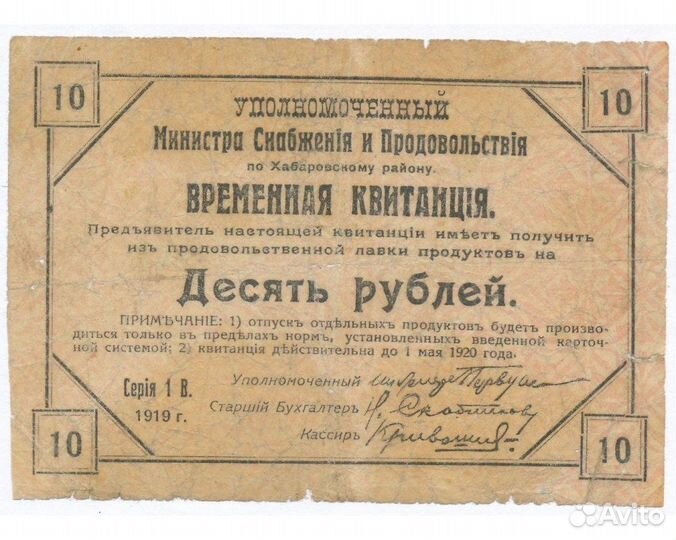 10 10
УПОЛНОМОЧЕННЫЙ
Министра Снабженія и Продовольствія
по Хабаровскому району.
ВРЕМЕННАЯ КВИТАНЦІЯ.
Предъявитель настоящей квитанціи имѣетъ получить
изъ продовольственной лавки продуктовъ на
Десять рублей.
ПРИМѢЧАНІЕ: 1) отпускъ отдѣльныхъ продуктовъ будетъ произво-
диться только въ предѣлахъ нормъ, установленныхъ введенной карточ-
ной системой; 2) квитанція дѣйствительна до 1 мая 1920 года.
Серія 1 В.
1919 г.
Уполномоченный
Старшій Бухгалтеръ Н.
Кассиръ
10 10
Avito